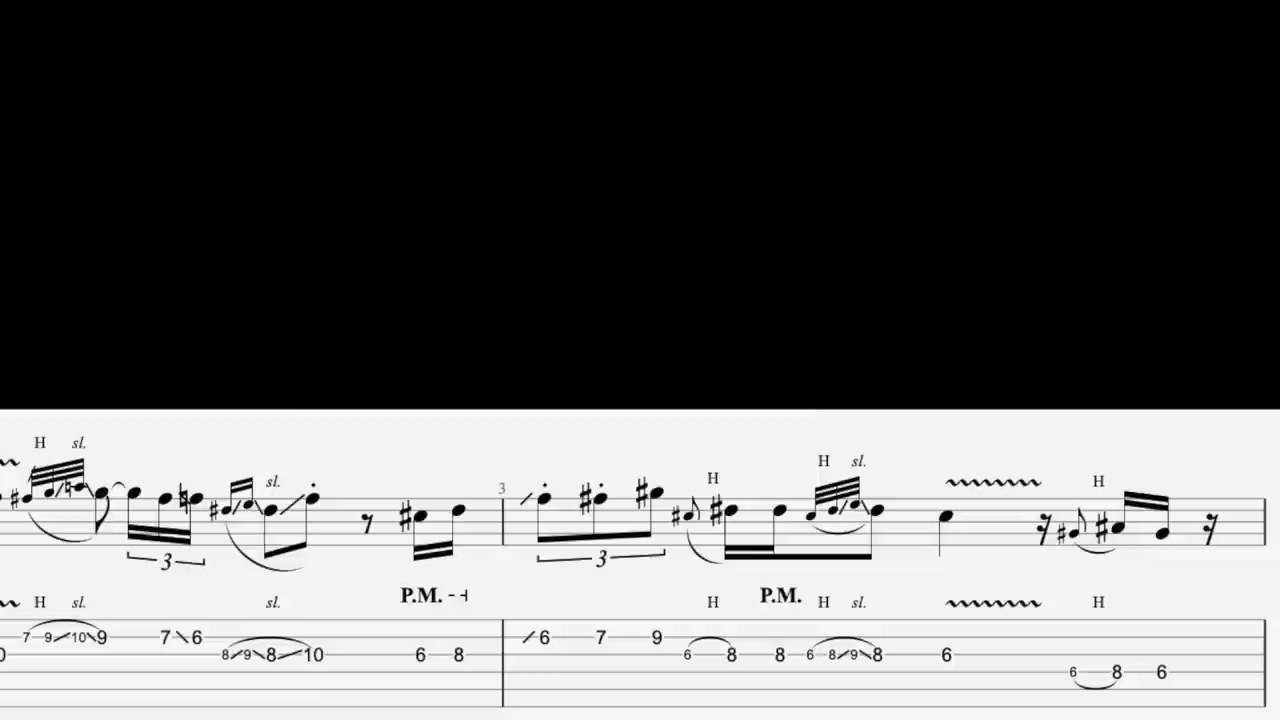 H sl. H sl.
sl. H H
3
3 3
P.M. - -| P.M.
H sl. sl. H H sl. H
7 9 10 9 7 6 6 7 9
0 8 9 8 10 6 8 6 8 8 6 8 9 8 6
6 8 6